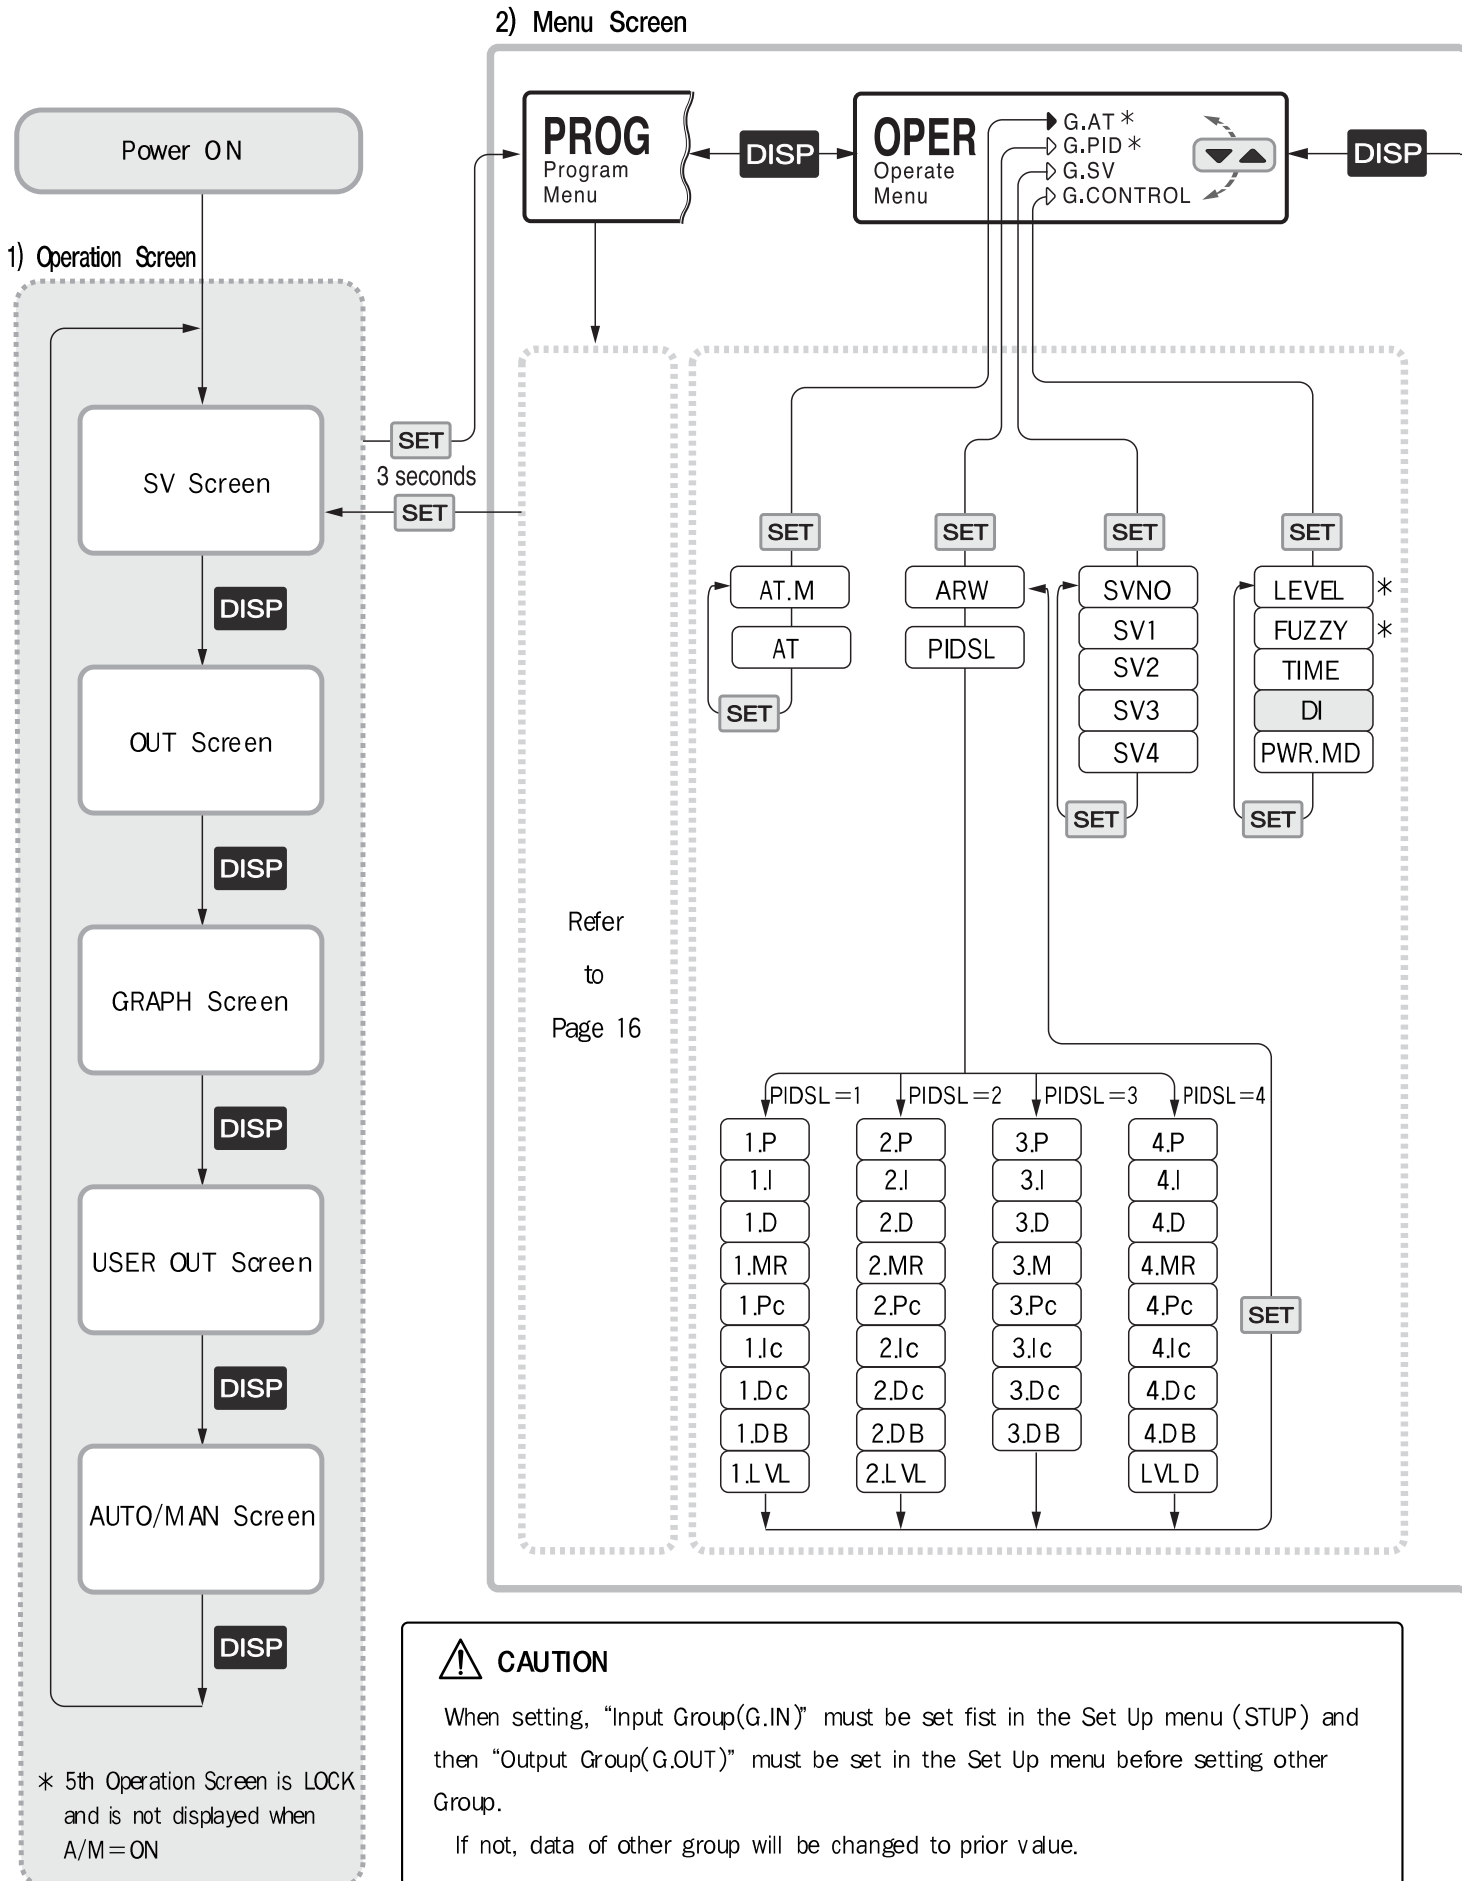 2) Menu Screen
Power ON
PROG
Program
Menu
DISP
OPER
Operate
Menu
G.AT*
G.PID*
G.SV
G.CONTROL
DISP
1) Operation Screen
SET
3 seconds
SET
SV Screen
DISP
OUT Screen
DISP
GRAPH Screen
DISP
USER OUT Screen
DISP
AUTO/MAN Screen
DISP
* 5th Operation Screen is LOCK
and is not displayed when
A/M=ON
Refer
to
Page 16
SET
AT.M
AT
SET
SET
ARW
PIDSL
SET
SVNO
SV1
SV2
SV3
SV4
SET
SET
LEVEL *
FUZZY *
TIME
DI
PWR.MD
SET
PIDSL=1
1.P
1.I
1.D
1.MR
1.Pc
1.Ic
1.Dc
1.DB
1.LVL
PIDSL=2
2.P
2.I
2.D
2.MR
2.Pc
2.Ic
2.Dc
2.DB
2.LVL
PIDSL=3
3.P
3.I
3.D
3.M
3.Pc
3.Ic
3.Dc
3.DB
PIDSL=4
4.P
4.I
4.D
4.MR
4.Pc
4.Ic
4.Dc
4.DB
LVLD
SET
CAUTION
When setting, “Input Group(G.IN)” must be set fist in the Set Up menu (STUP) and
then “Output Group(G.OUT)” must be set in the Set Up menu before setting other
Group.
If not, data of other group will be changed to prior value.